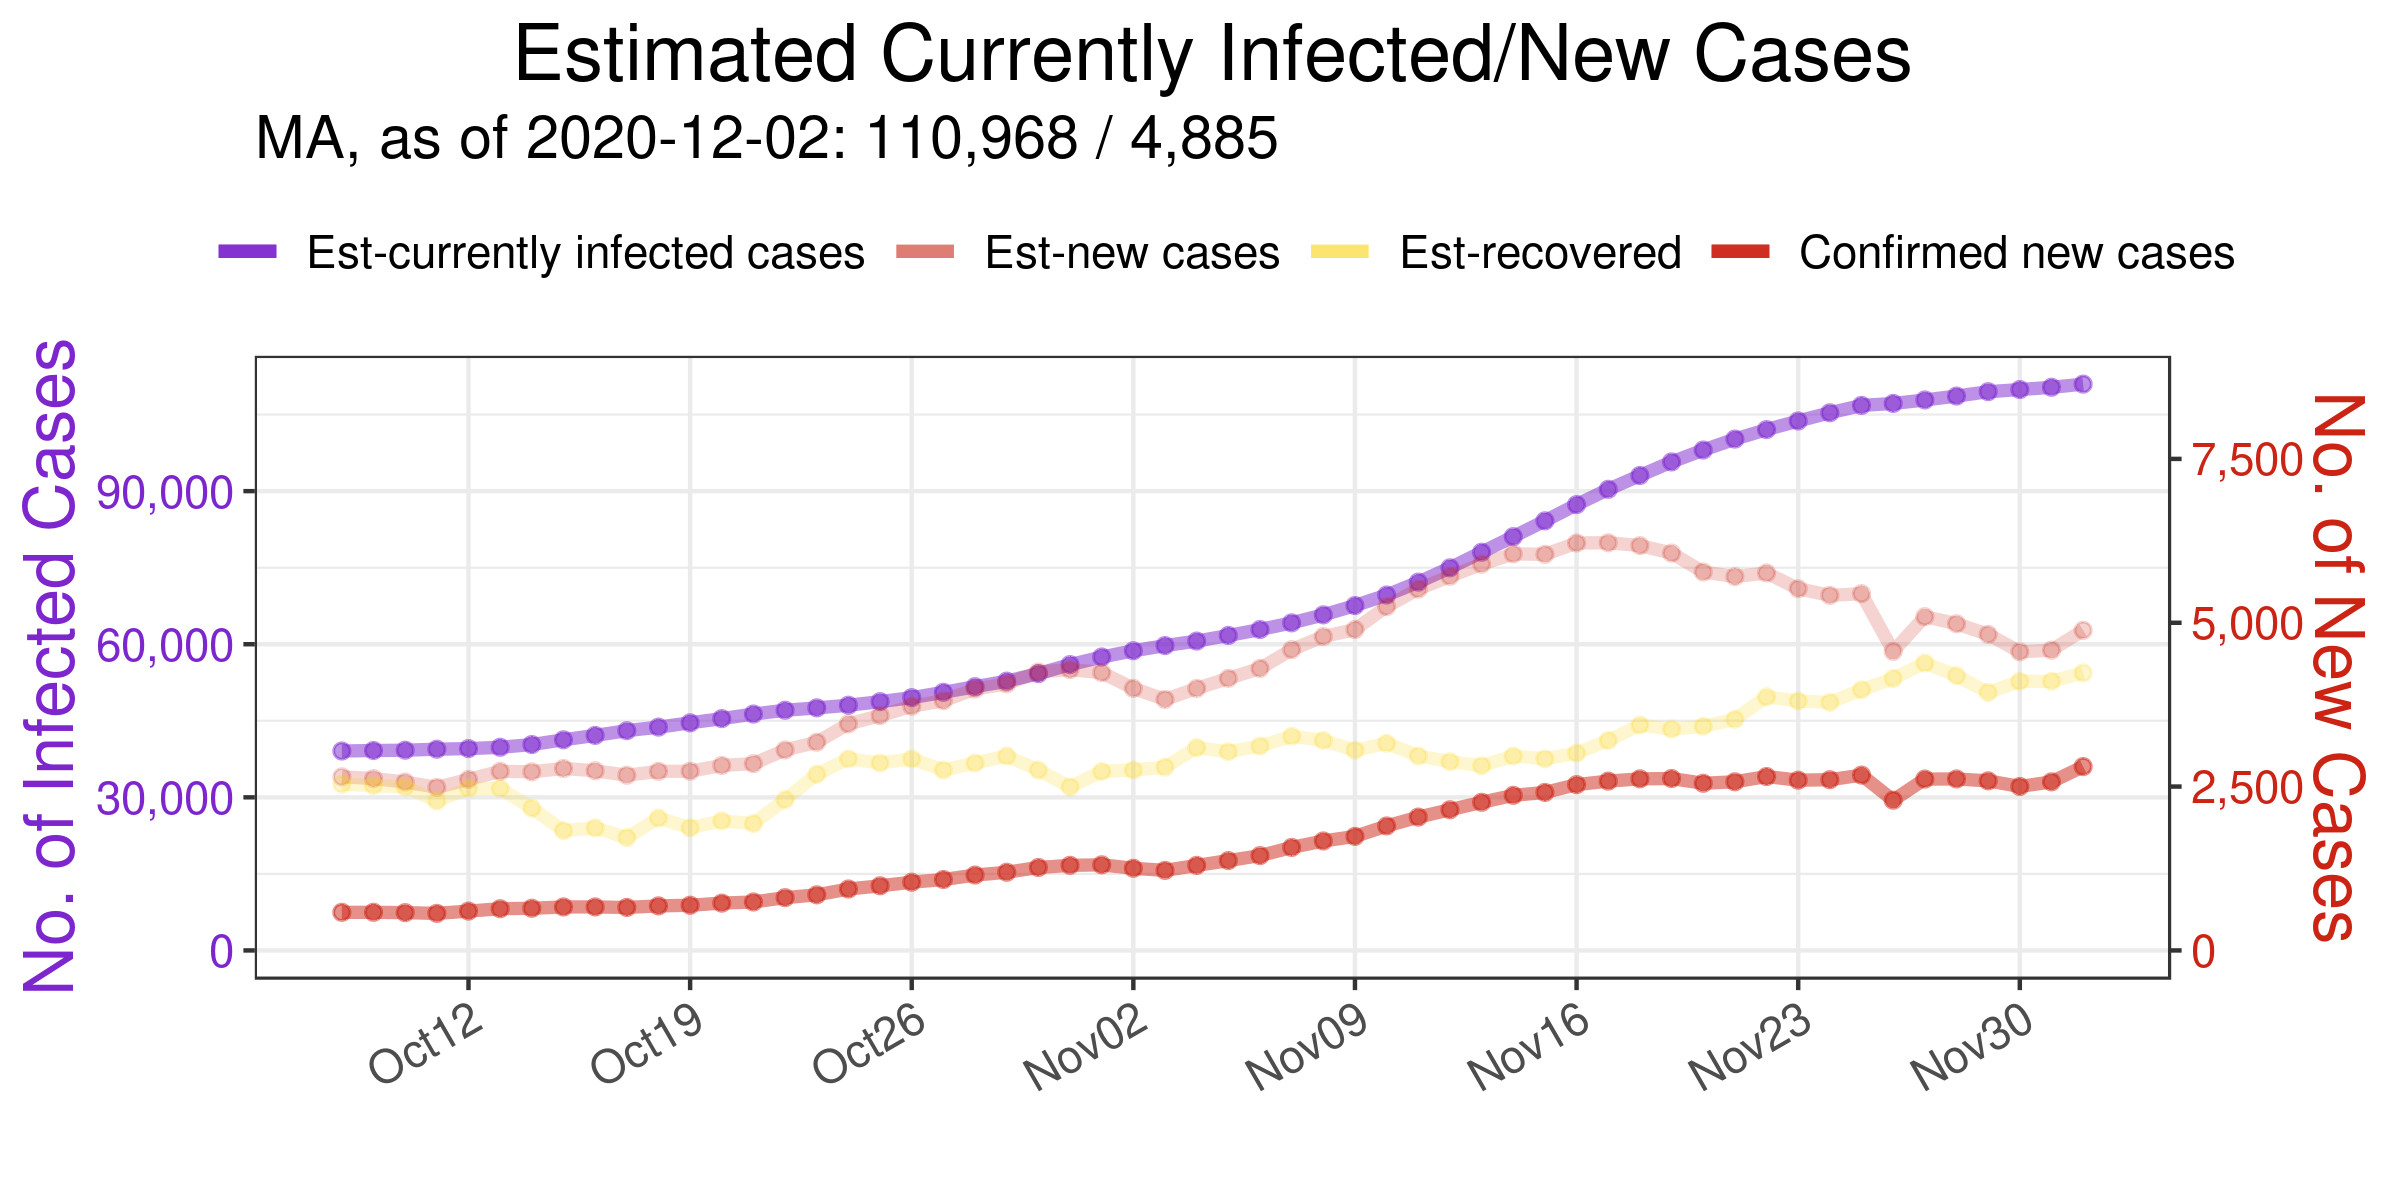 Estimated Currently Infected/New Cases
MA, as of 2020-12-02: 110,968 / 4,885
Est-currently infected cases Est-new cases Est-recovered Confirmed new cases
No. of Infected Cases
90,000
60,000
30,000
0
7,500
5,000
2,500
0
No. of New Cases
Oct12 Oct19 Oct26 Nov02 Nov09 Nov16 Nov23 Nov30